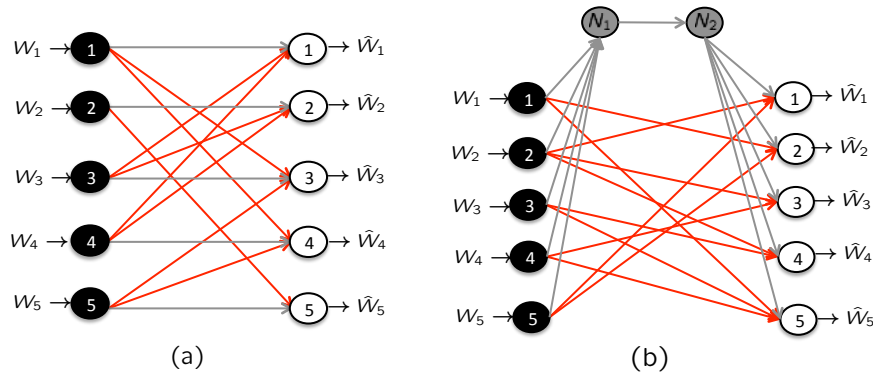 N₁ N₂
W₁ 1 1 Ŵ₁
W₂ 2 2 Ŵ₂
W₃ 3 3 Ŵ₃
W₄ 4 4 Ŵ₄
W₅ 5 5 Ŵ₅
(a)
W₁ 1 1 Ŵ₁
W₂ 2 2 Ŵ₂
W₃ 3 3 Ŵ₃
W₄ 4 4 Ŵ₄
W₅ 5 5 Ŵ₅
(b)